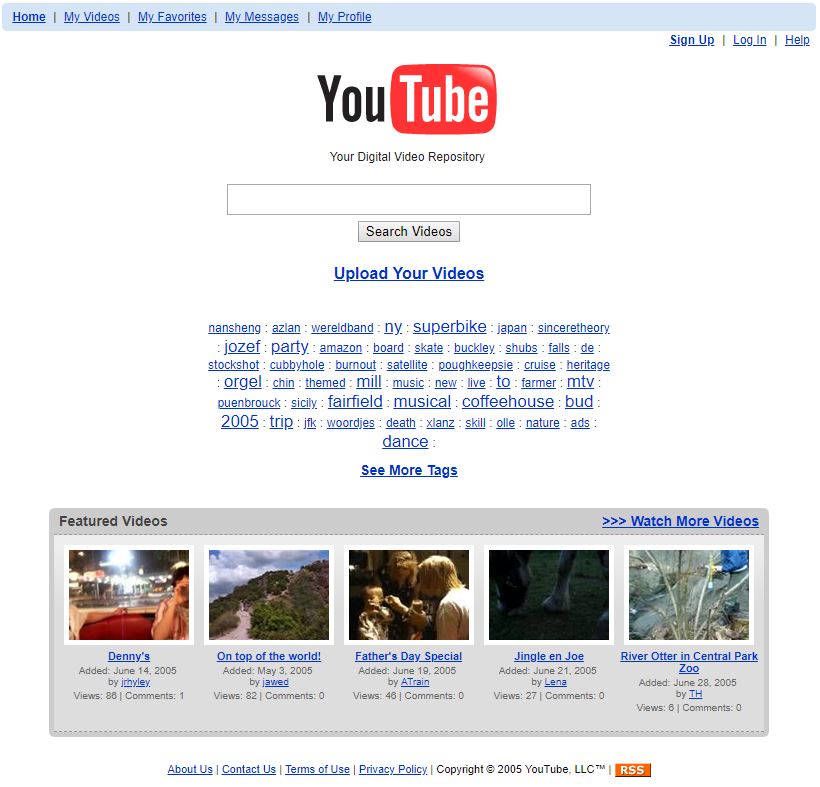 Home | My Videos | My Favorites | My Messages | My Profile
Sign Up | Log In | Help
YouTube
Your Digital Video Repository
Search Videos
Upload Your Videos
nansheng : azlan : wereldband : ny : superbike : japan : sinceretheory
: jozef : party : amazon : board : skate : buckley : shubs : falls : de :
stockshot : cubbyhole : burnout : satellite : poughkeepsie : cruise : heritage
: orgel : chin : themed : mill : music : new : live : to : farmer : mtv :
puenbrouck : sicily : fairfield : musical : coffeehouse : bud :
2005 : trip : jfk : woordjes : death : xlanz : skill : olle : nature : ads :
dance :
See More Tags
Featured Videos
>>> Watch More Videos
Denny's
Added: June 14, 2005
by jrhyley
Views: 86 | Comments: 1
On top of the world!
Added: May 3, 2005
by jawed
Views: 82 | Comments: 0
Father's Day Special
Added: June 19, 2005
by ATrain
Views: 46 | Comments: 0
Jingle en Joe
Added: June 21, 2005
by Lena
Views: 27 | Comments: 0
River Otter in Central Park
Zoo
Added: June 28, 2005
by TH
Views: 6 | Comments: 0
About Us | Contact Us | Terms of Use | Privacy Policy | Copyright © 2005 YouTube, LLC™ | RSS